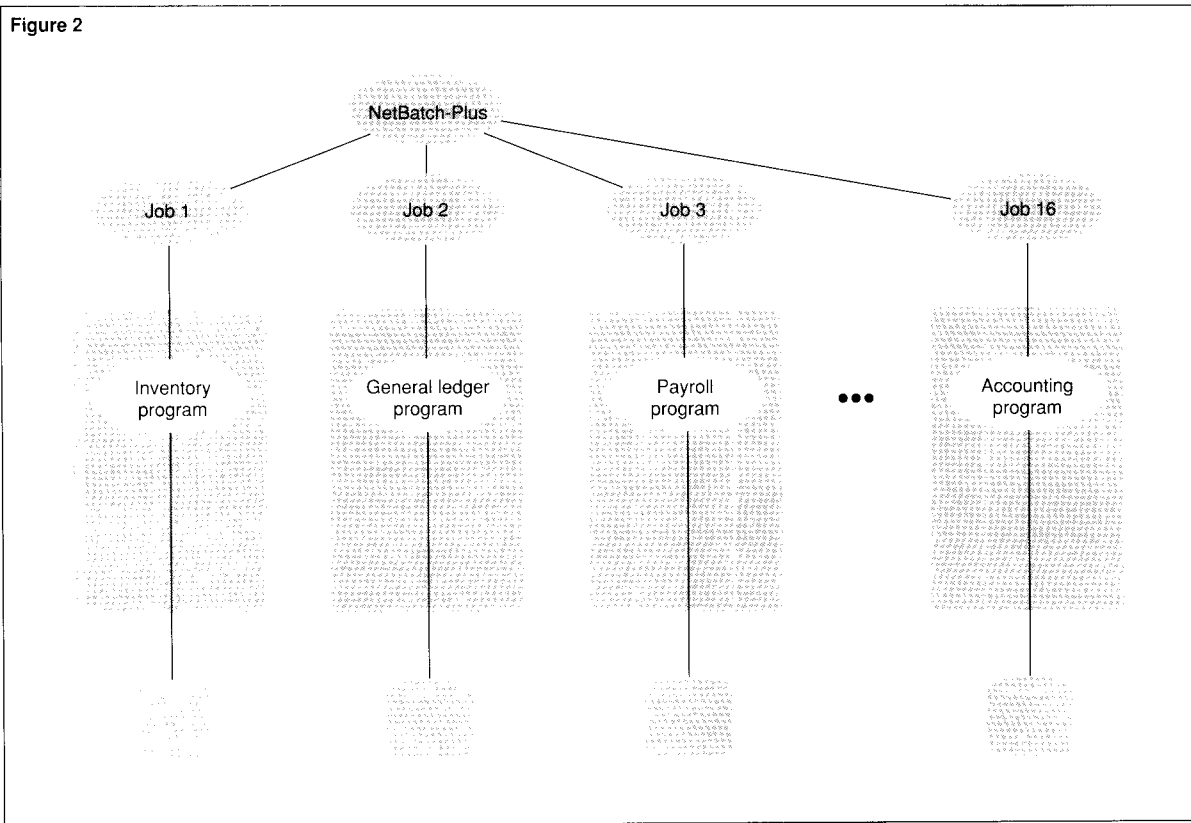 Figure 2
NetBatch-Plus
Job 1
Job 2
Job 3
Job 16
Inventory
program
General ledger
program
Payroll
program
•••
Accounting
program